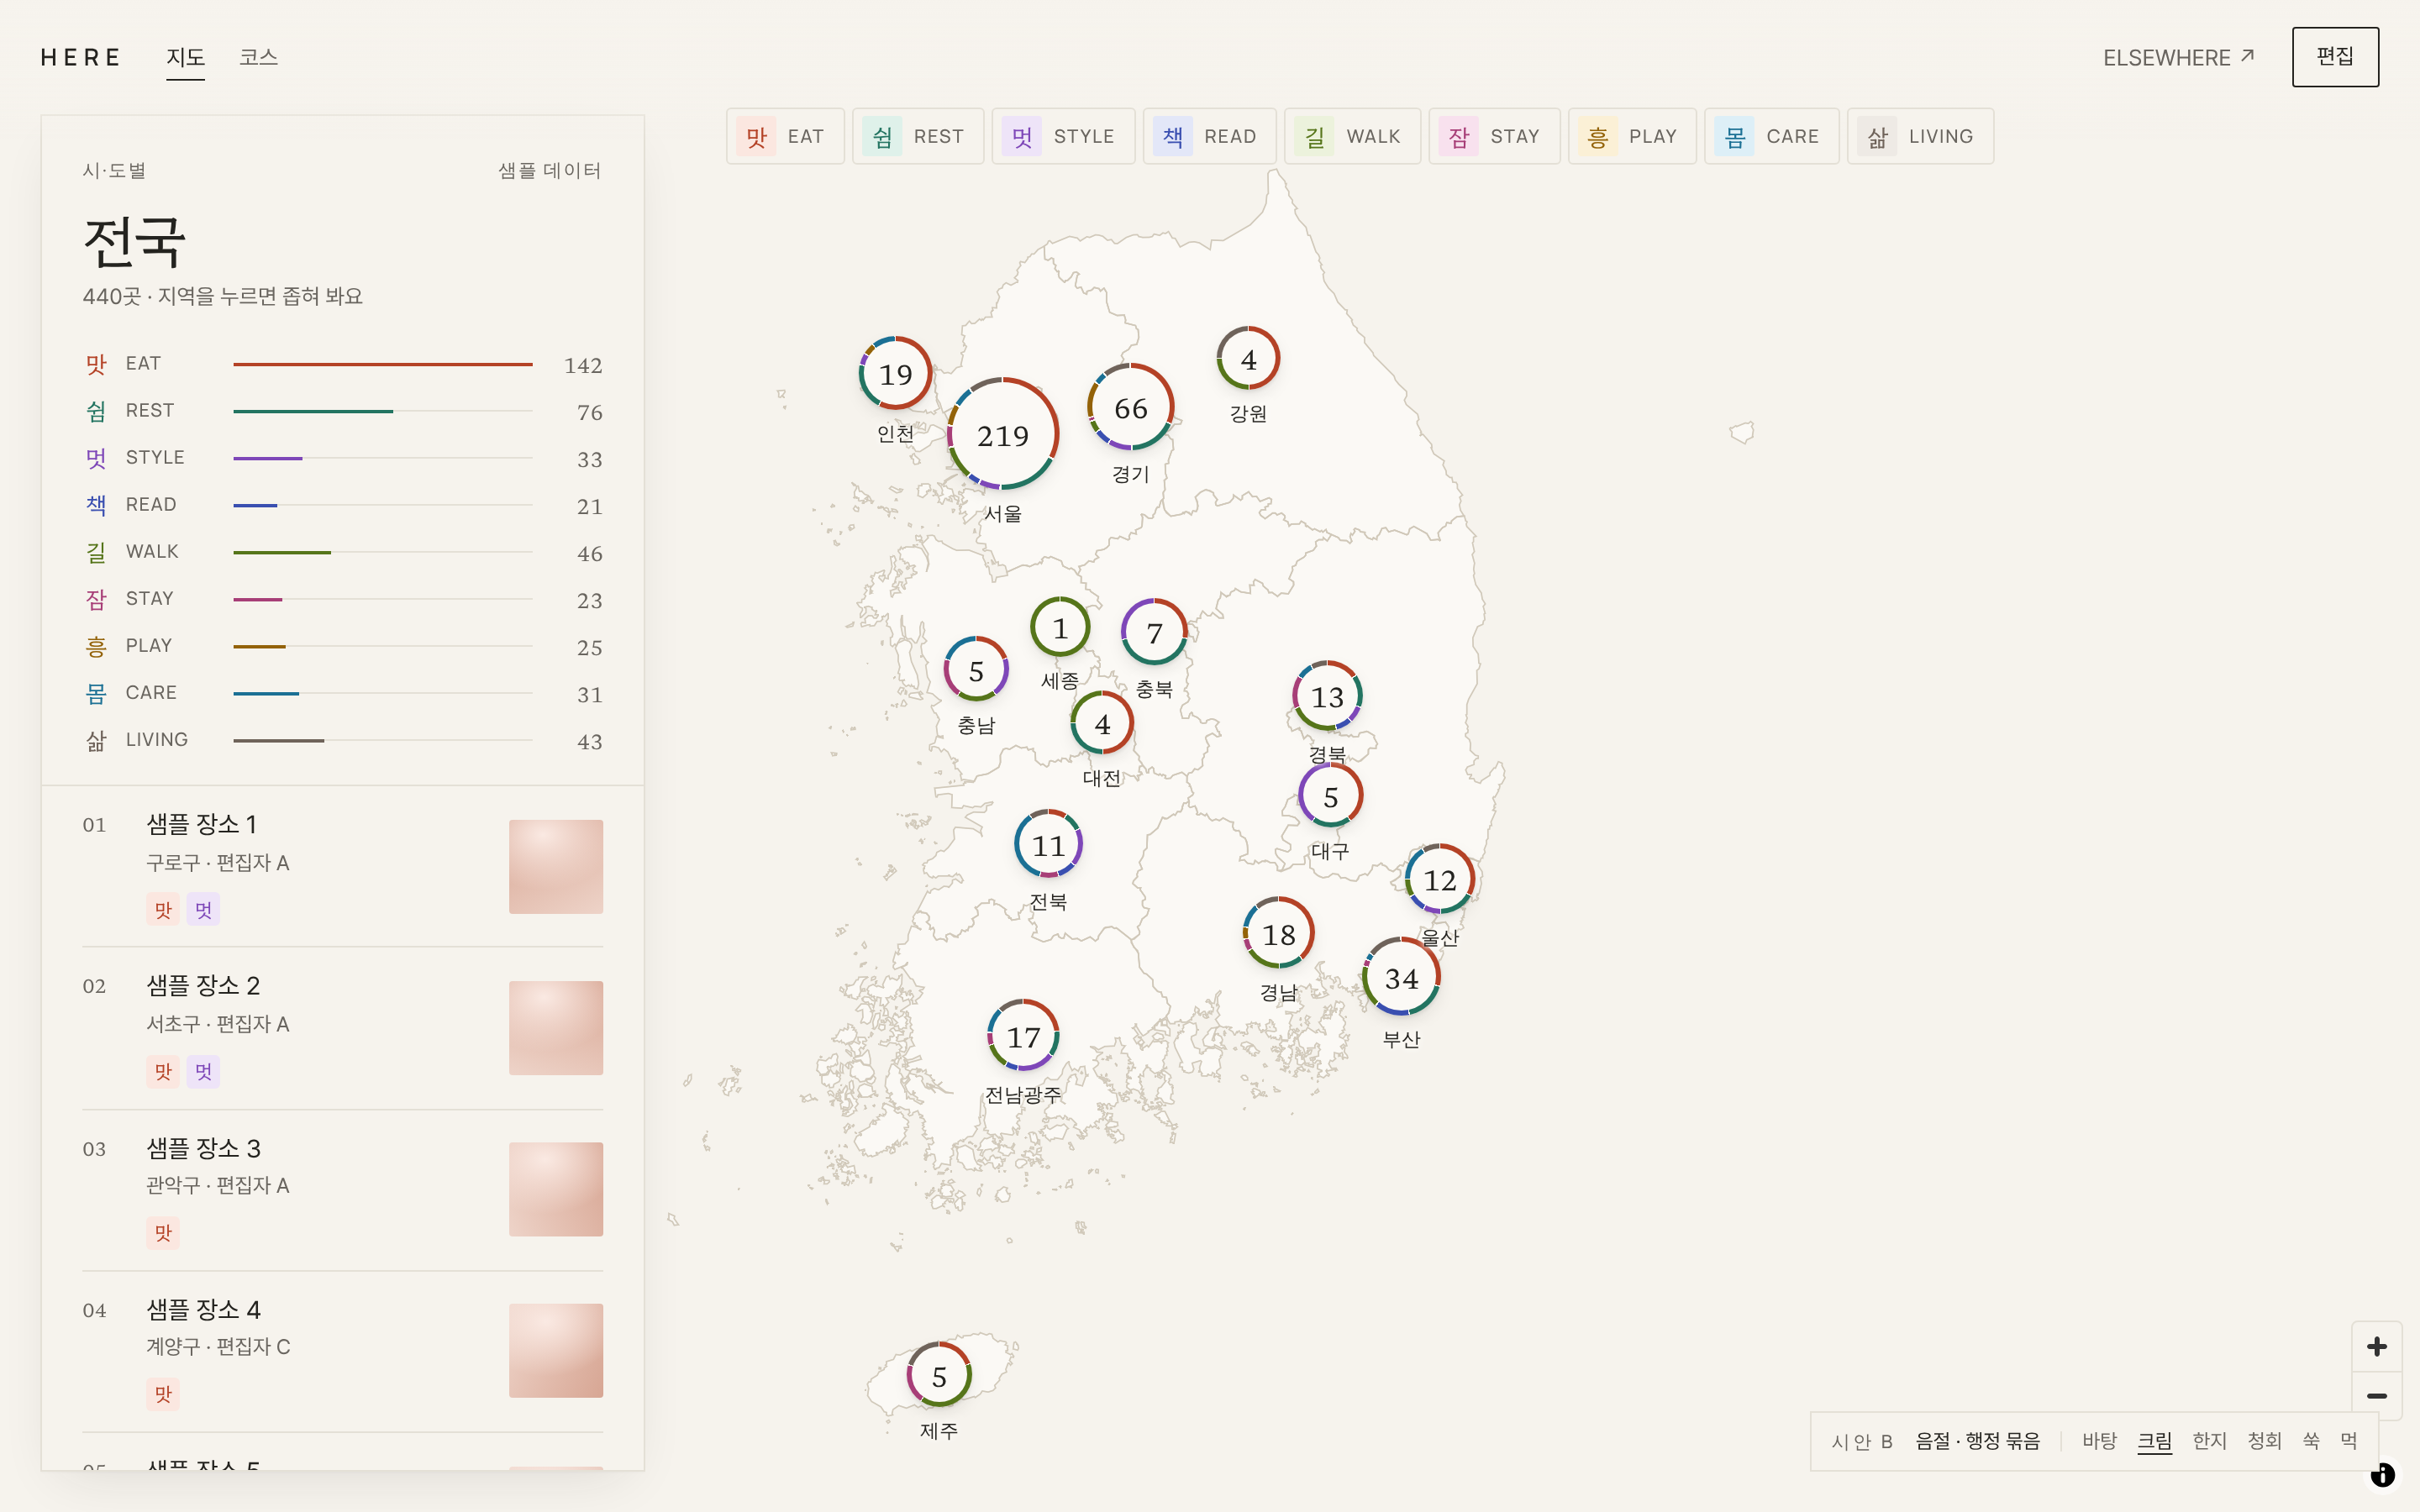 HERE 지도 코스 ELSEWHERE ↗ 편집
맛 EAT 쉼 REST 멋 STYLE 책 READ 길 WALK 잠 STAY 흥 PLAY 몸 CARE 삶 LIVING
시·도별 샘플 데이터
전국
440곳 · 지역을 누르면 좁혀 봐요
맛 EAT 142
쉼 REST 76
멋 STYLE 33
책 READ 21
길 WALK 46
잠 STAY 23
흥 PLAY 25
몸 CARE 31
삶 LIVING 43
01 샘플 장소 1
구로구 · 편집자 A
맛 멋
02 샘플 장소 2
서초구 · 편집자 A
맛 멋
03 샘플 장소 3
관악구 · 편집자 A
맛
04 샘플 장소 4
계양구 · 편집자 C
맛
05 샘플 장소 5
19
인천
219
서울
66
경기
4
강원
1
세종
7
충북
5
충남
4
대전
13
경북
5
대구
11
전북
12
울산
18
경남
34
부산
17
전남광주
5
제주
+
−
시안 B 음절 · 행정 묶음 바탕 크림 한지 청회 쑥 먹